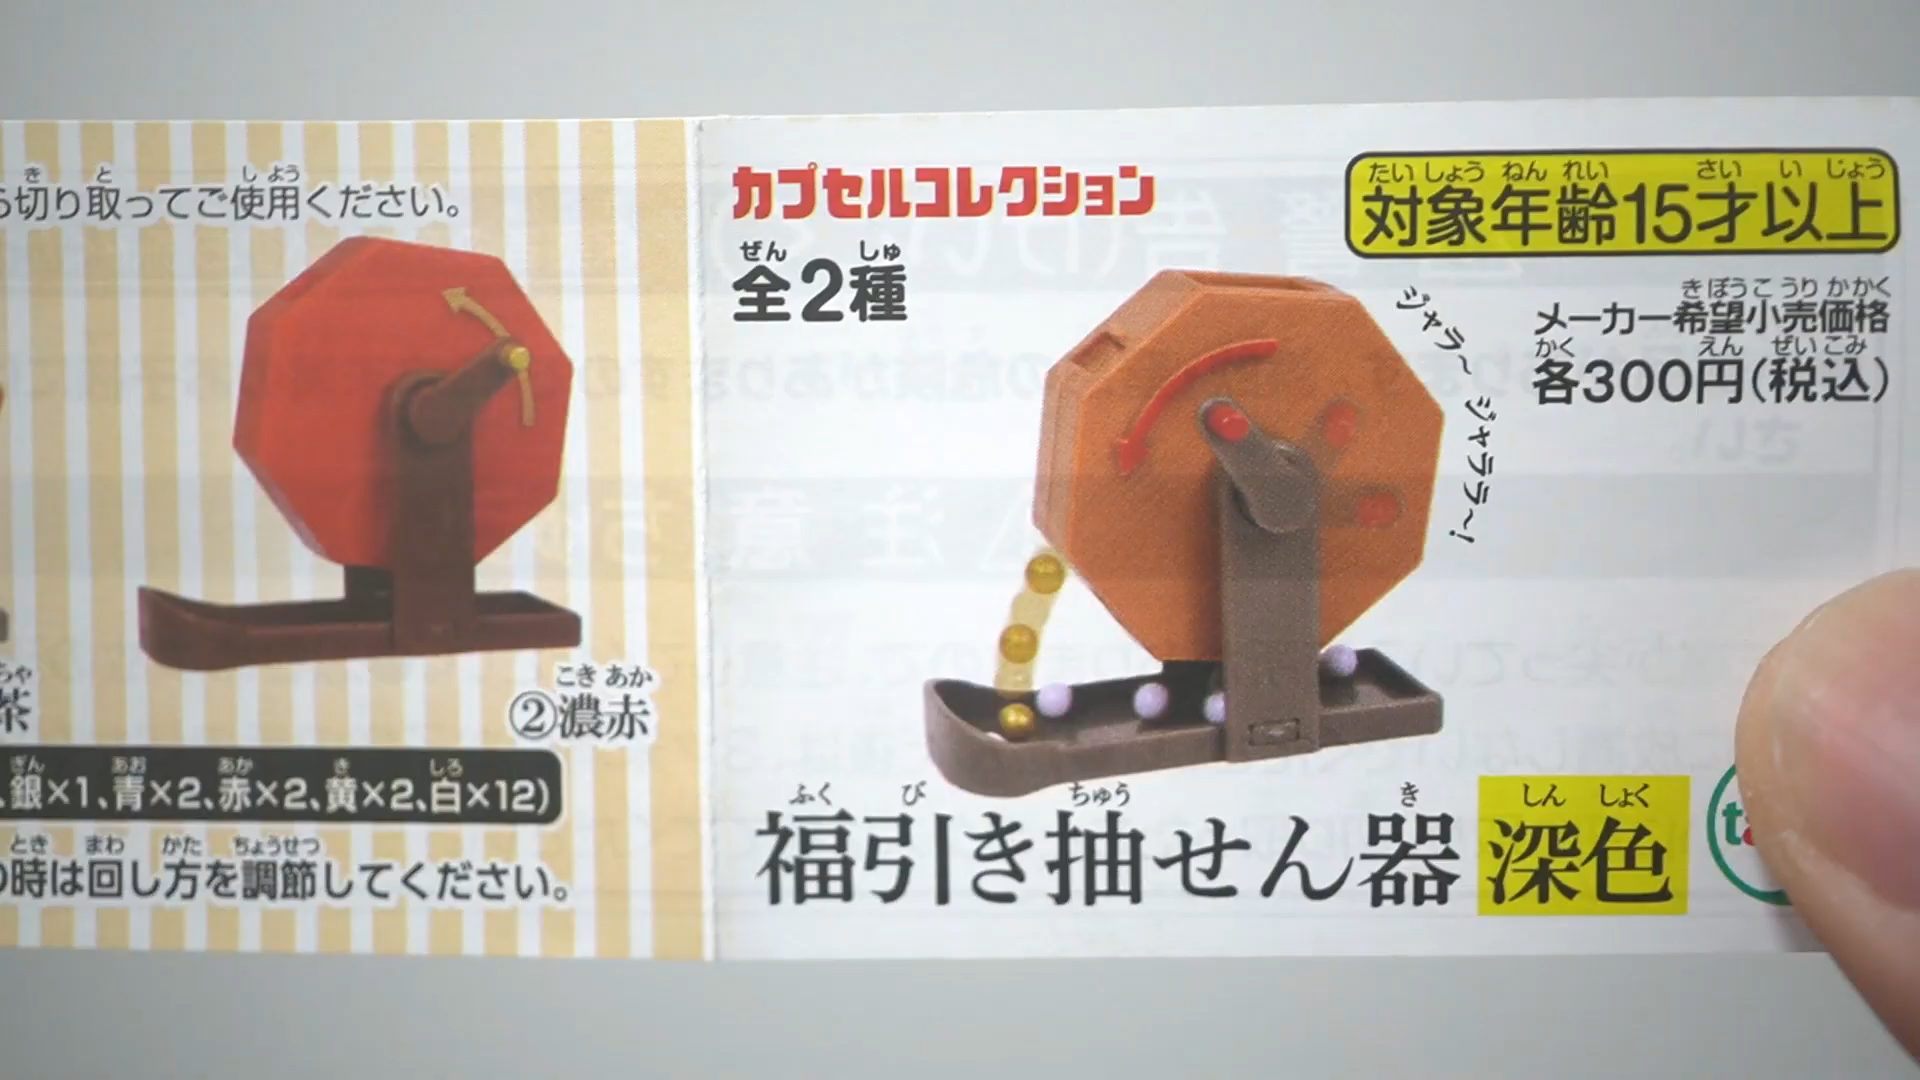 切り取ってご使用ください。
②濃赤
銀×1、青×2、赤×2、黄×2、白×12)
時は回し方を調節してください。
カプセルコレクション
全2種
対象年齢15才以上
メーカー希望小売価格
各300円(税込)
ジャラ～ジャラララ～!
福引き抽せん器 深色